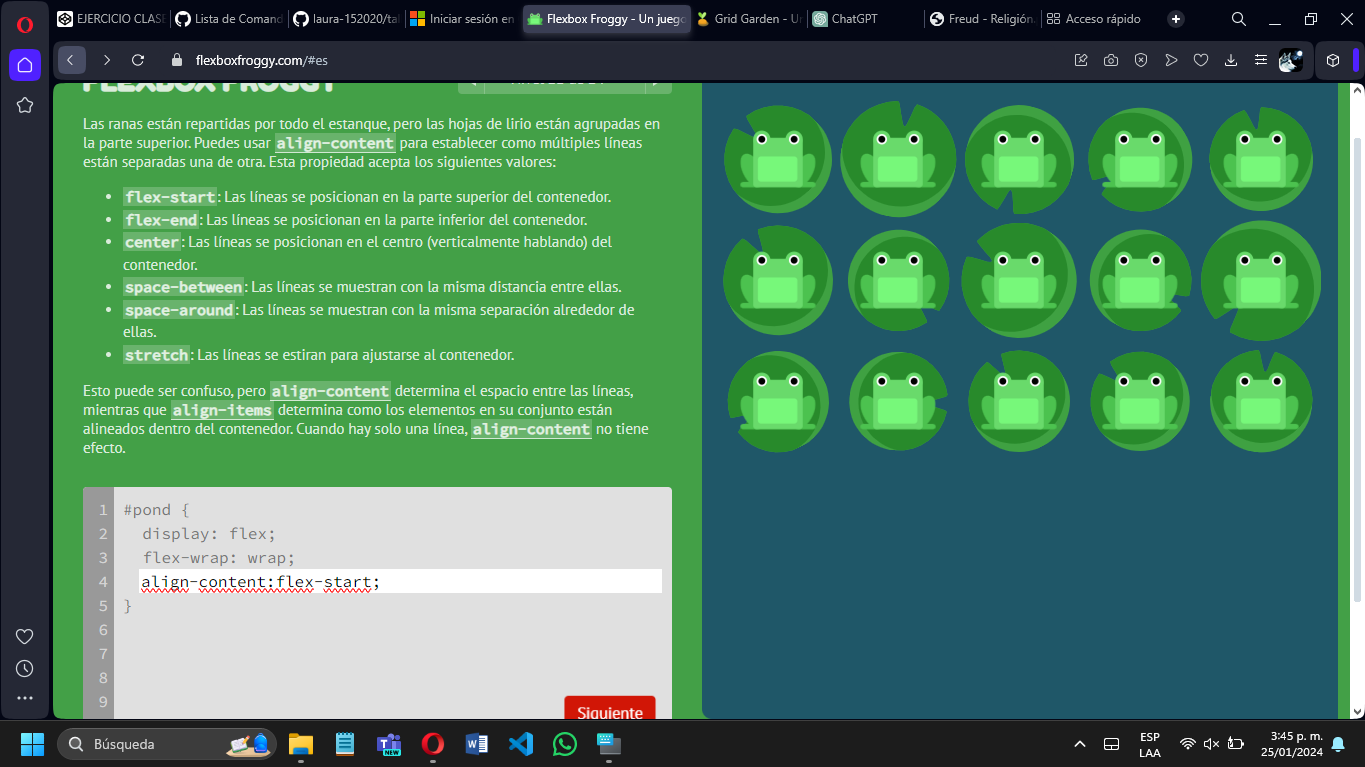 EJERCICIO CLAS
Lista de Comand
laura-152020/tal
Iniciar sesión en
Flexbox Froggy - Un juego
Grid Garden - Un
ChatGPT
Freud - Religión.
Acceso rápido
flexboxfroggy.com/#es
FLEXBOX FROGGY
Las ranas están repartidas por todo el estanque, pero las hojas de lirio están agrupadas en
la parte superior. Puedes usar align-content para establecer como múltiples líneas
están separadas una de otra. Esta propiedad acepta los siguientes valores:
• flex-start: Las líneas se posicionan en la parte superior del contenedor.
• flex-end: Las líneas se posicionan en la parte inferior del contenedor.
• center: Las líneas se posicionan en el centro (verticalmente hablando) del
contenedor.
• space-between: Las líneas se muestran con la misma distancia entre ellas.
• space-around: Las líneas se muestran con la misma separación alrededor de
ellas.
• stretch: Las líneas se estiran para ajustarse al contenedor.
Esto puede ser confuso, pero align-content determina el espacio entre las líneas,
mientras que align-items determina como los elementos en su conjunto están
alineados dentro del contenedor. Cuando hay solo una línea, align-content no tiene
efecto.
1 #pond {
2 display: flex;
3 flex-wrap: wrap;
4 align-content:flex-start;
5 }
6
7
8
9
Siguiente
Búsqueda
NEW
ESP
LAA
3:45 p. m.
25/01/2024